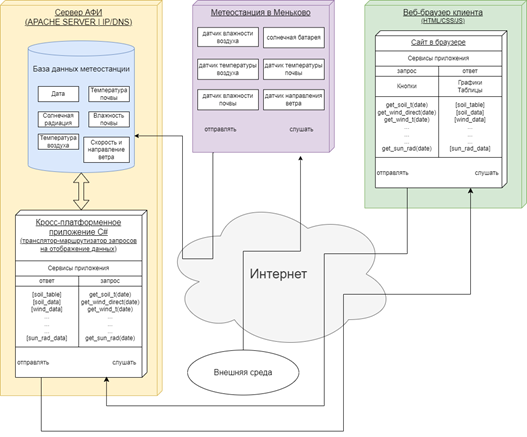 Сервер АФИ
(APACHE SERVER | IP/DNS)
База данных метеостанции
Дата
Температура
почвы
Солнечная
радиация
Влажность
почвы
Температура
воздуха
Скорость и
направление
ветра
Кросс-платформенное
приложение C#
(транслятор-маршрутизатор запросов
на отображение данных)
Сервисы приложения
ответ
запрос
[soil_table]
[soil_data]
[wind_data]
...
...
...
[sun_rad_data]
get_soil_t(date)
get_wind_direct(date)
get_wind_t(date)
...
...
...
get_sun_rad(date)
отправлять
слушать
Метеостанция в Меньково
датчик влажности
воздуха
солнечная батарея
датчик температуры
воздуха
датчик температуры
почвы
датчик влажности
почвы
датчик направления
ветра
отправлять
слушать
Интернет
Внешняя среда
Веб-браузер клиента
(HTML/CSS/JS)
Сайт в браузере
Сервисы приложения
запрос
ответ
Кнопки
Графики
Таблицы
get_soil_t(date)
get_wind_direct(date)
get_wind_t(date)
...
...
get_sun_rad(date)
[soil_table]
[soil_data]
[wind_data]
...
...
[sun_rad_data]
отправлять
слушать